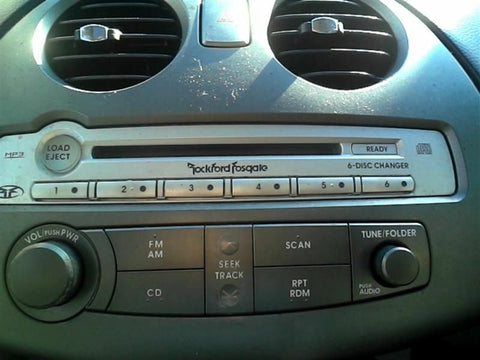 MP3
LOAD
EJECT
READY
Rockford Fosgate
6-DISC CHANGER
1 2 3 4 5 6
VOL PUSH PWR
FM
AM
SEEK
TRACK
SCAN
TUNE/FOLDER
CD
RPT
RDM
PUSH
AUDIO